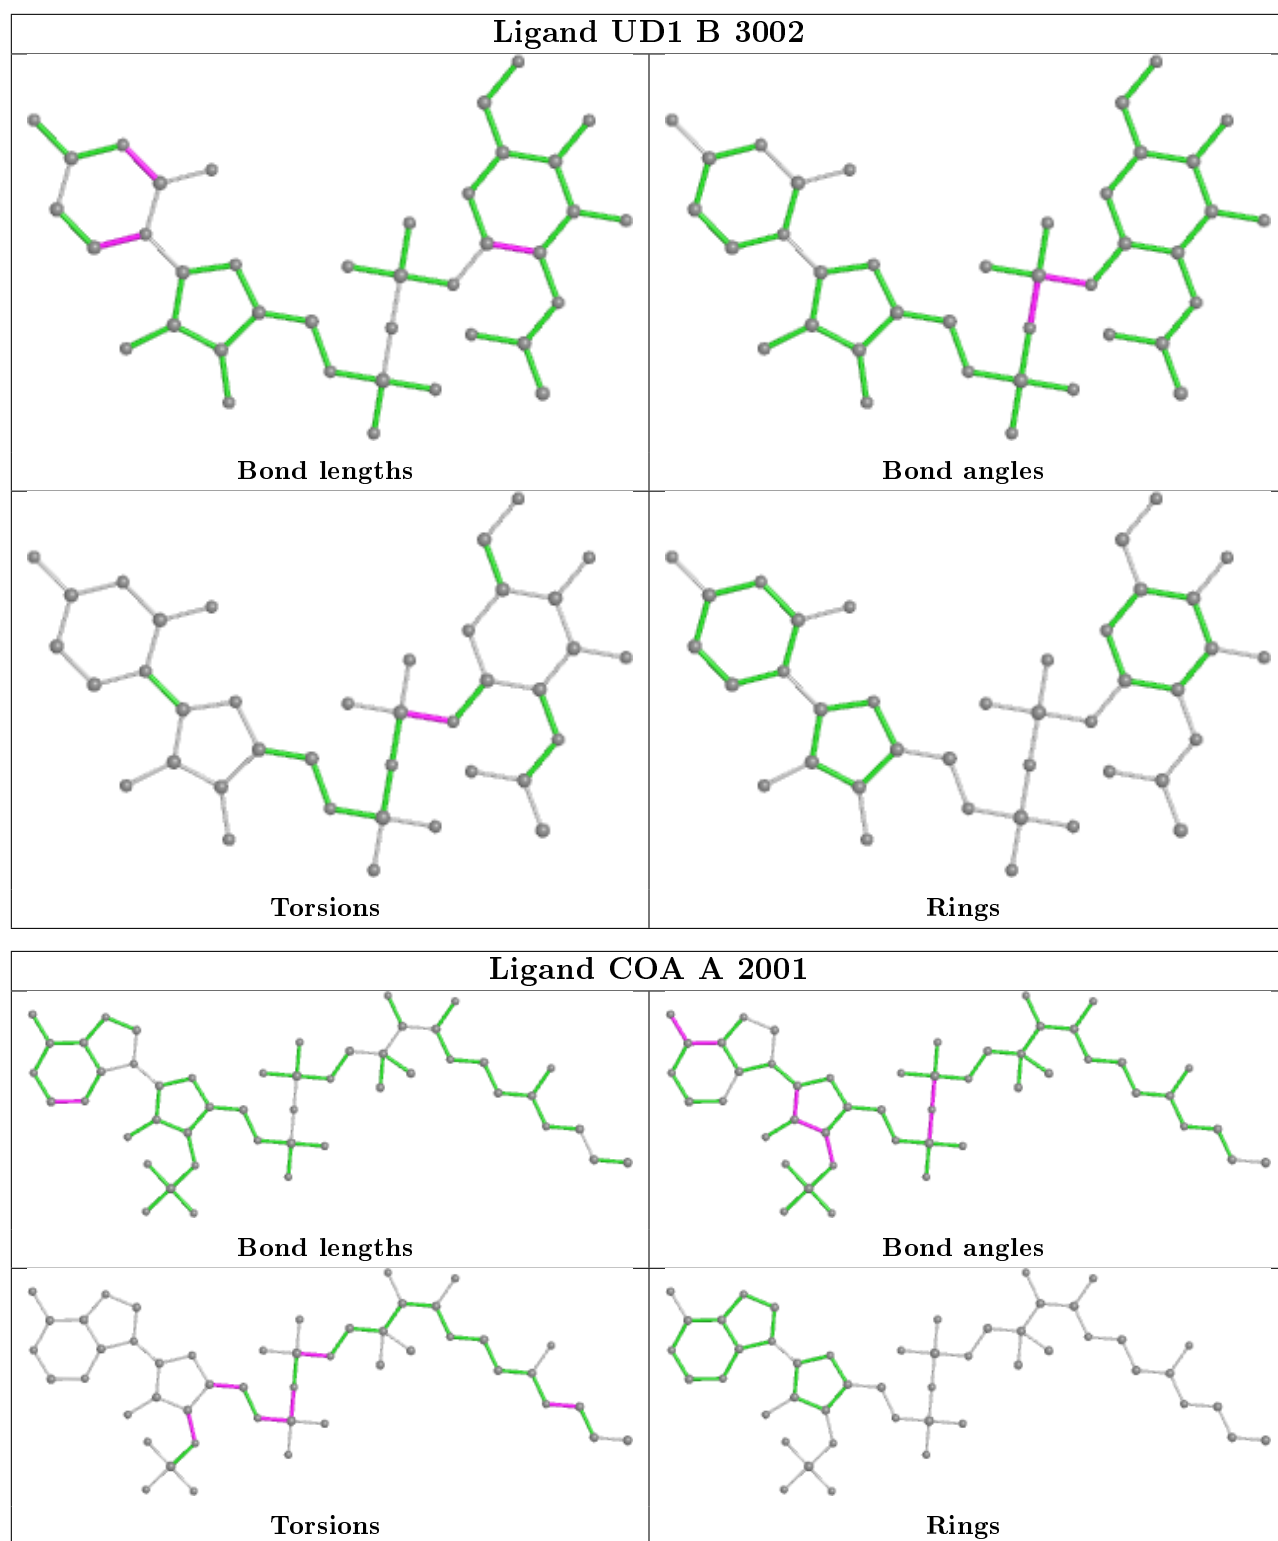 Ligand UD1 B 3002
Bond lengths
Bond angles
Torsions
Rings
Ligand COA A 2001
Bond lengths
Bond angles
Torsions
Rings